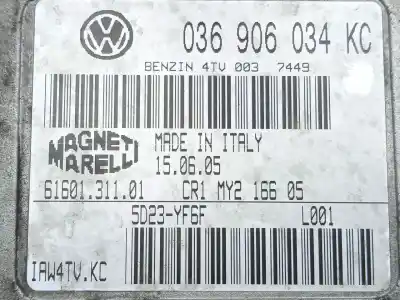 036 906 034 KC
BENZIN 4TV 003 7449
MAGNETI MARELLI
MADE IN ITALY
15.06.05
61601.311.01 CR1 MY2 166 05
5D23-YF6F L001
IAW4TV.KC